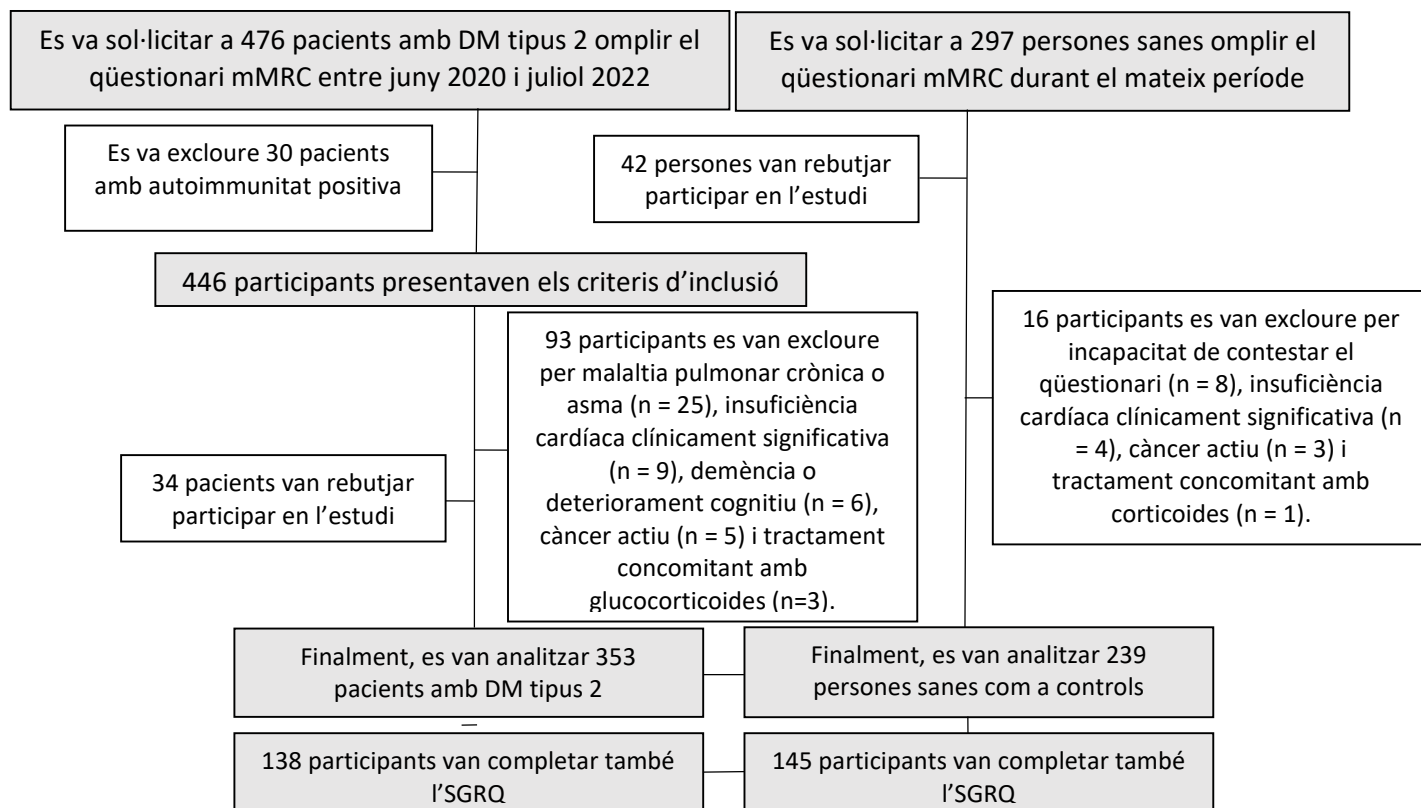 Es va sol·licitar a 476 pacients amb DM tipus 2 omplir el
qüestionari mMRC entre juny 2020 i juliol 2022
Es va sol·licitar a 297 persones sanes omplir el
qüestionari mMRC durant el mateix període
Es va excloure 30 pacients
amb autoimmunitat positiva
42 persones van rebutjar
participar en l’estudi
446 participants presentaven els criteris d’inclusió
93 participants es van excloure
per malaltia pulmonar crònica o
asma (n = 25), insuficiència
cardíaca clínicament significativa
(n = 9), demència o
deteriorament cognitiu (n = 6),
càncer actiu (n = 5) i tractament
concomitant amb
glucocorticoides (n=3).
16 participants es van excloure per
incapacitat de contestar el
qüestionari (n = 8), insuficiència
cardíaca clínicament significativa (n
= 4), càncer actiu (n = 3) i
tractament concomitant amb
corticoides (n = 1).
34 pacients van rebutjar
participar en l’estudi
Finalment, es van analitzar 353
pacients amb DM tipus 2
Finalment, es van analitzar 239
persones sanes com a controls
138 participants van completar també
l’SGRQ
145 participants van completar també
l’SGRQ